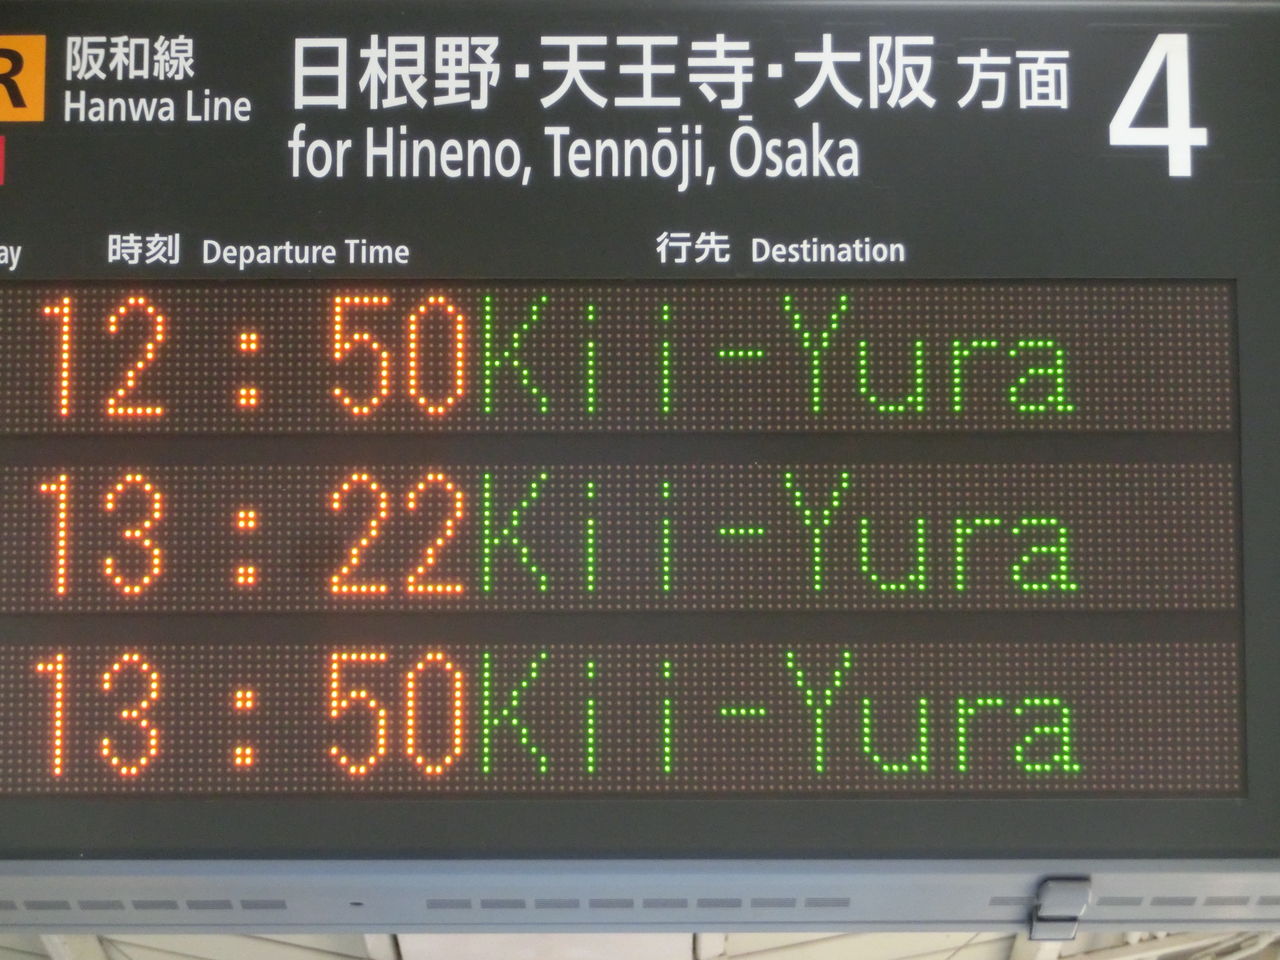 R 阪和線 日根野・天王寺・大阪 方面 4
Hanwa Line for Hineno, Tennōji, Ōsaka
時刻 Departure Time 行先 Destination
12:50 Kii-Yura
13:22 Kii-Yura
13:50 Kii-Yura